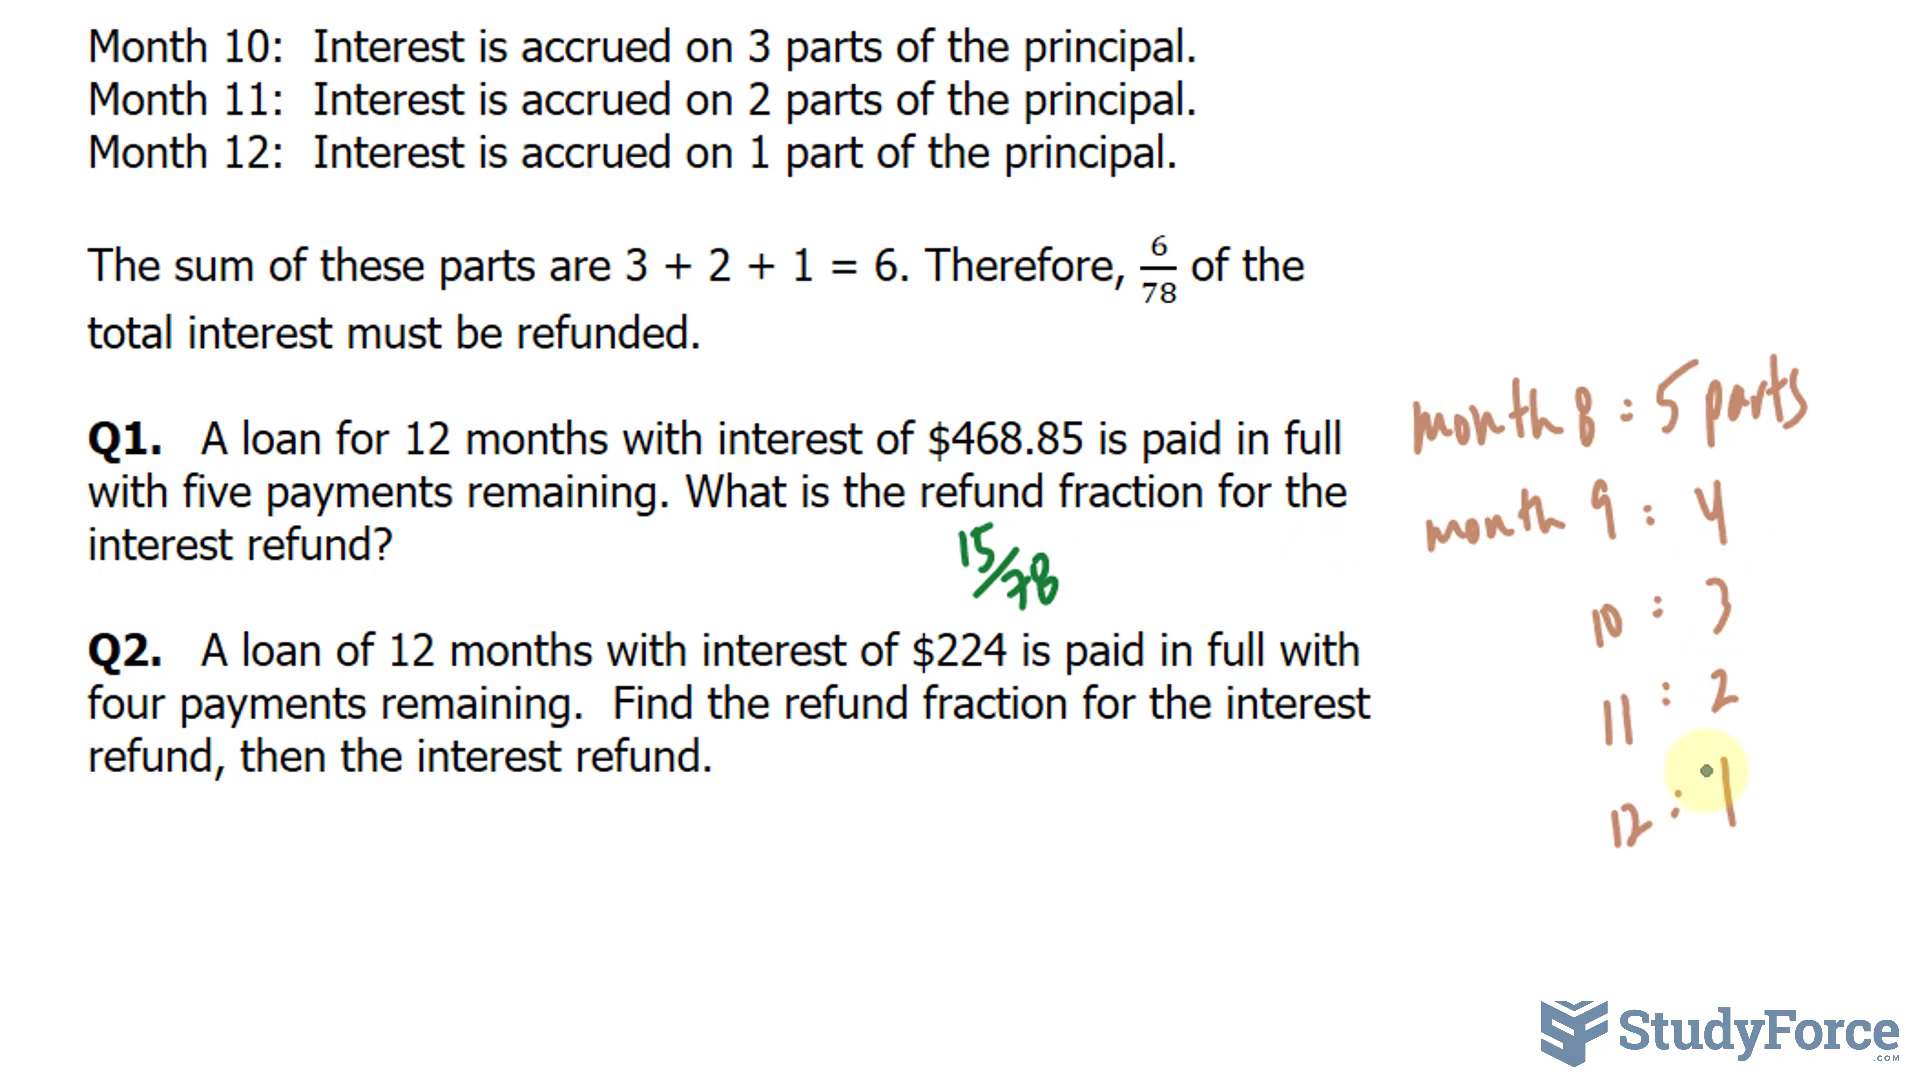 Month 10: Interest is accrued on 3 parts of the principal.
Month 11: Interest is accrued on 2 parts of the principal.
Month 12: Interest is accrued on 1 part of the principal.
The sum of these parts are 3 + 2 + 1 = 6. Therefore, 6/78 of the
total interest must be refunded.
Q1. A loan for 12 months with interest of $468.85 is paid in full
with five payments remaining. What is the refund fraction for the
interest refund?
15/78
Q2. A loan of 12 months with interest of $224 is paid in full with
four payments remaining. Find the refund fraction for the interest
refund, then the interest refund.
month 8 : 5 parts
month 9 : 4
10 : 3
11 : 2
12 : 1
StudyForce
.COM